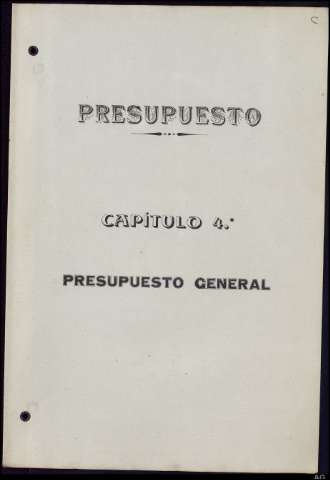 C
PRESUPUESTO
CAPÍTULO 4.º
PRESUPUESTO GENERAL